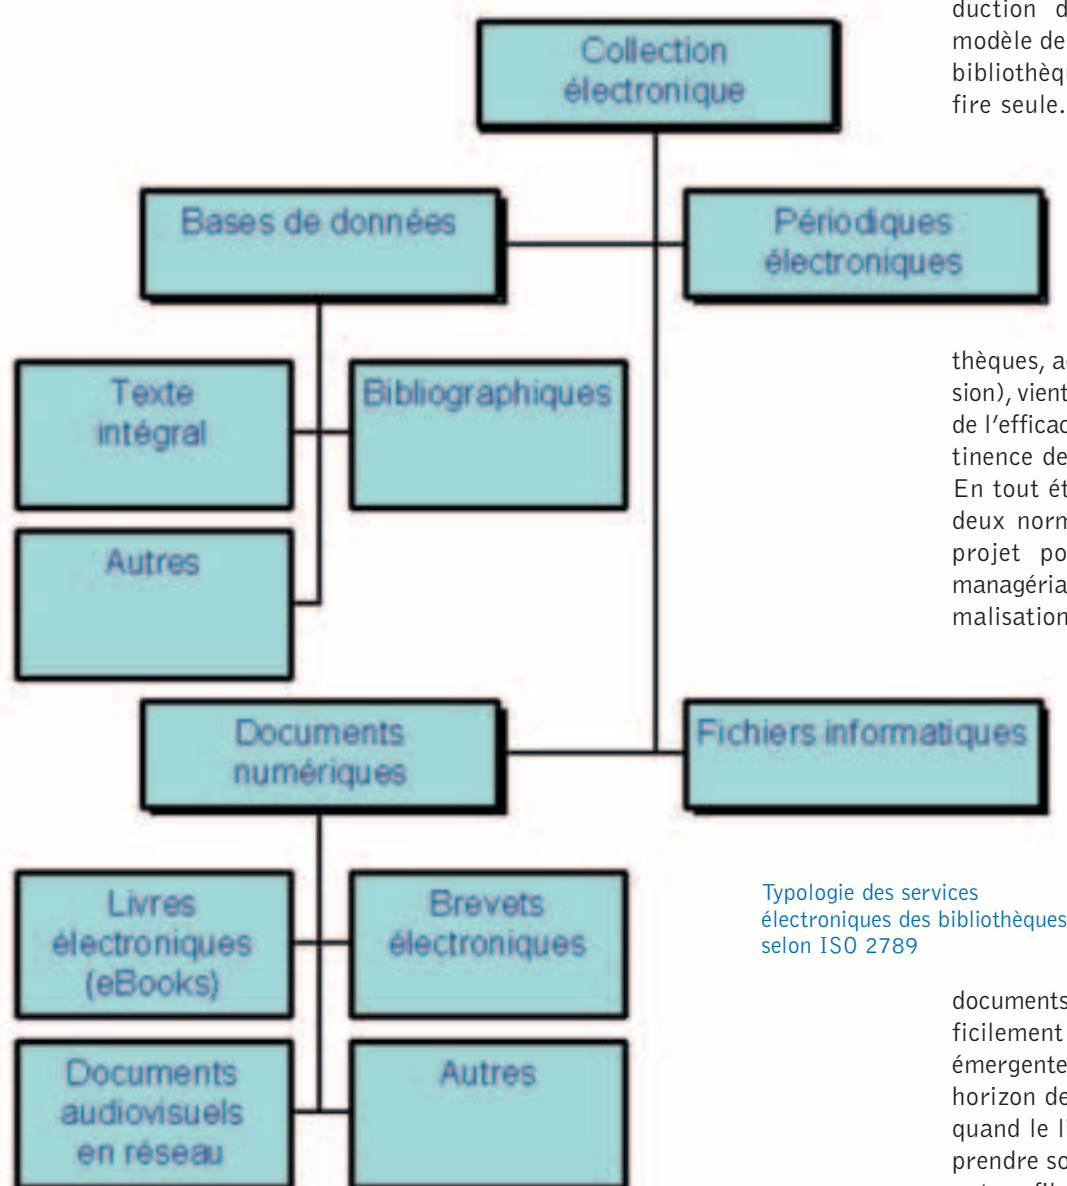 Collection
électronique
Bases de données
Périodiques
électroniques
Texte
intégral
Bibliographiques
Autres
Documents
numériques
Fichiers informatiques
Livres
électroniques
(eBooks)
Brevets
électroniques
Documents
audiovisuels
en réseau
Autres
Typologie des services
électroniques des bibliothèques
selon ISO 2789
duction d
modèle de
bibliothèqu
fire seule.
thèques, a
sion), vient
de l'efficac
tinence de
En tout ét
deux norm
projet po
managéria
malisation
documents
ficilement
émergente
horizon de
quand le li
prendre so